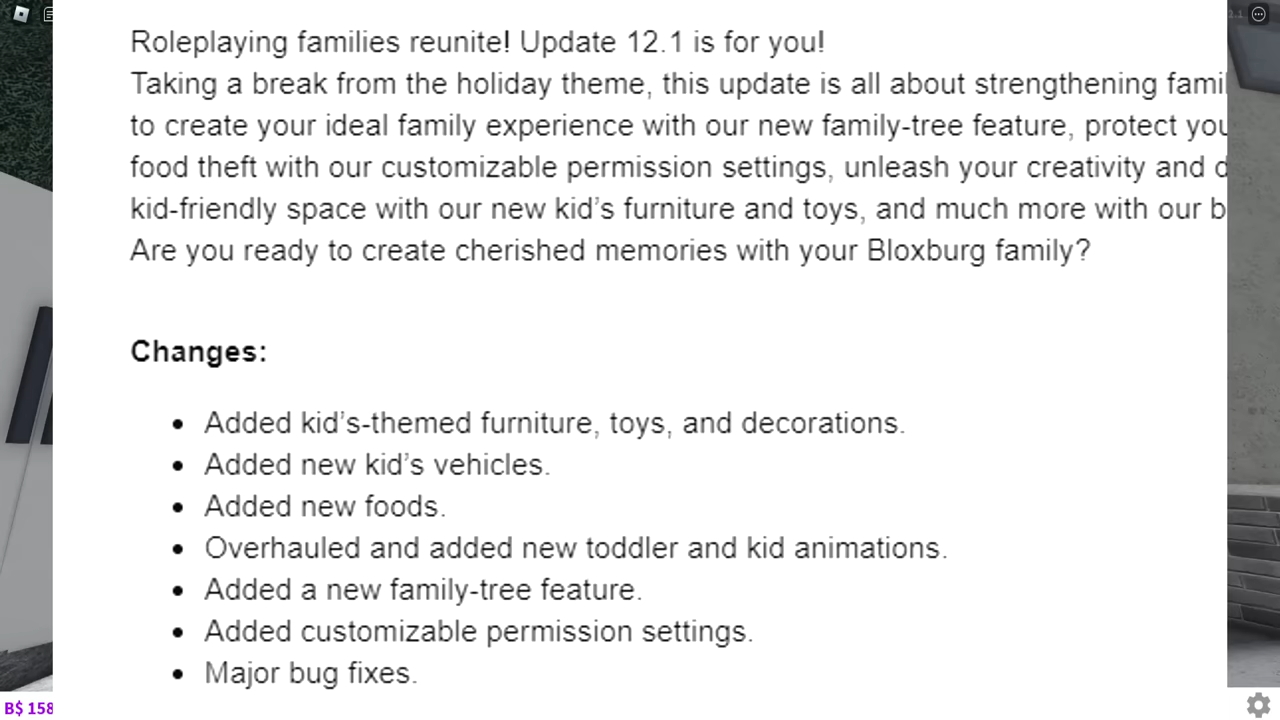 Roleplaying families reunite! Update 12.1 is for you!
Taking a break from the holiday theme, this update is all about strengthening
to create your ideal family experience with our new family-tree feature, protect
food theft with our customizable permission settings, unleash your creativity and
kid-friendly space with our new kid's furniture and toys, and much more with our
Are you ready to create cherished memories with your Bloxburg family?
Changes:
• Added kid's-themed furniture, toys, and decorations.
• Added new kid's vehicles.
• Added new foods.
• Overhauled and added new toddler and kid animations.
• Added a new family-tree feature.
• Added customizable permission settings.
• Major bug fixes.
B$ 158